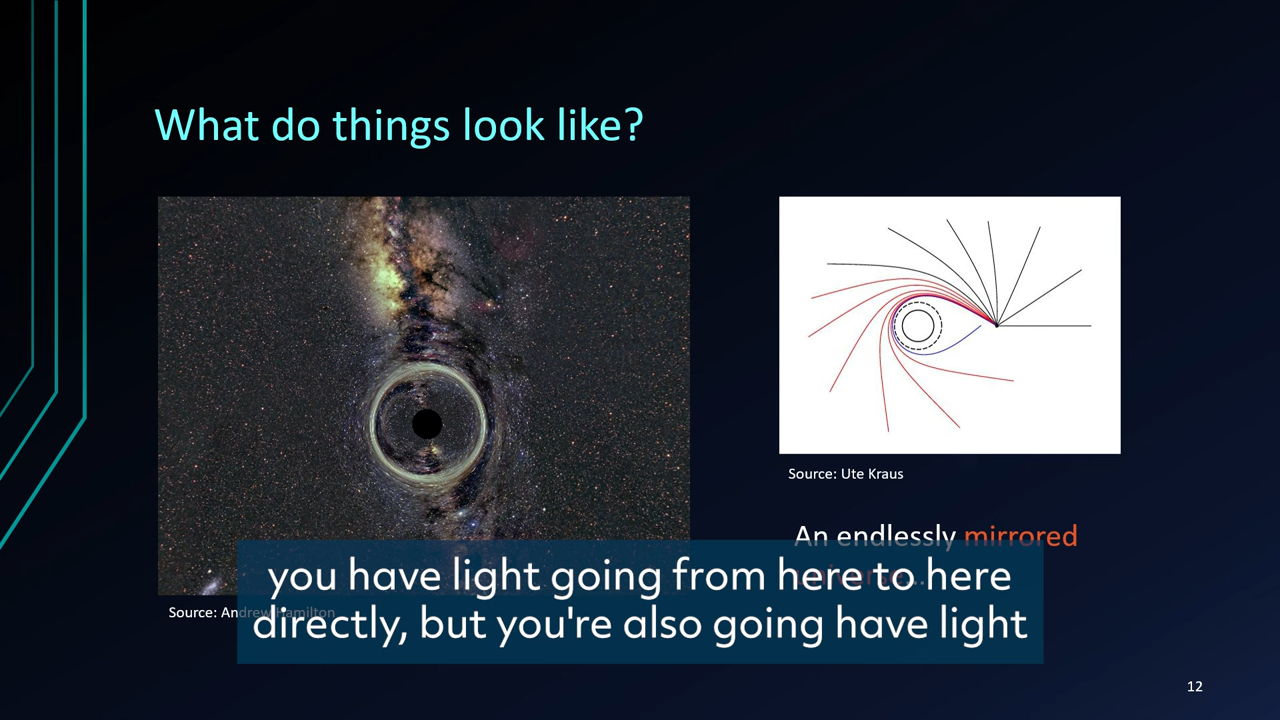 What do things look like?
Source: Ute Kraus
An endlessly mirrored
universe...
Source: Andrew Hamilton
you have light going from here to here
directly, but you're also going have light
12